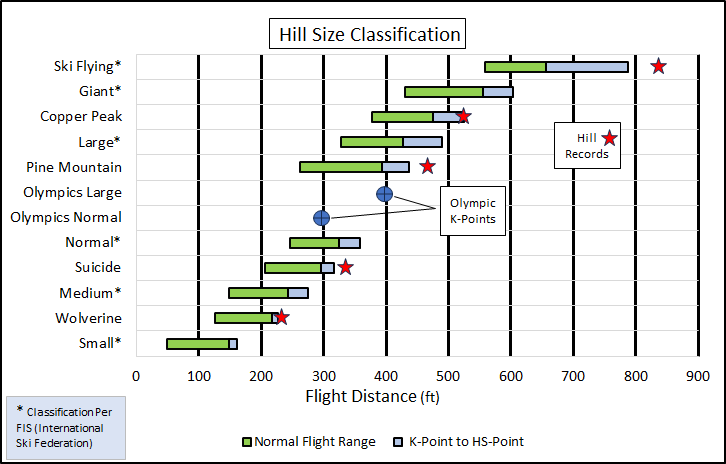 Hill Size Classification
Ski Flying*
Giant*
Copper Peak
Large*
Pine Mountain
Olympics Large
Olympics Normal
Normal*
Suicide
Medium*
Wolverine
Small*
Hill
Records
Olympic
K-Points
0 100 200 300 400 500 600 700 800 900
Flight Distance (ft)
* Classification Per
FIS (International
Ski Federation)
Normal Flight Range K-Point to HS-Point